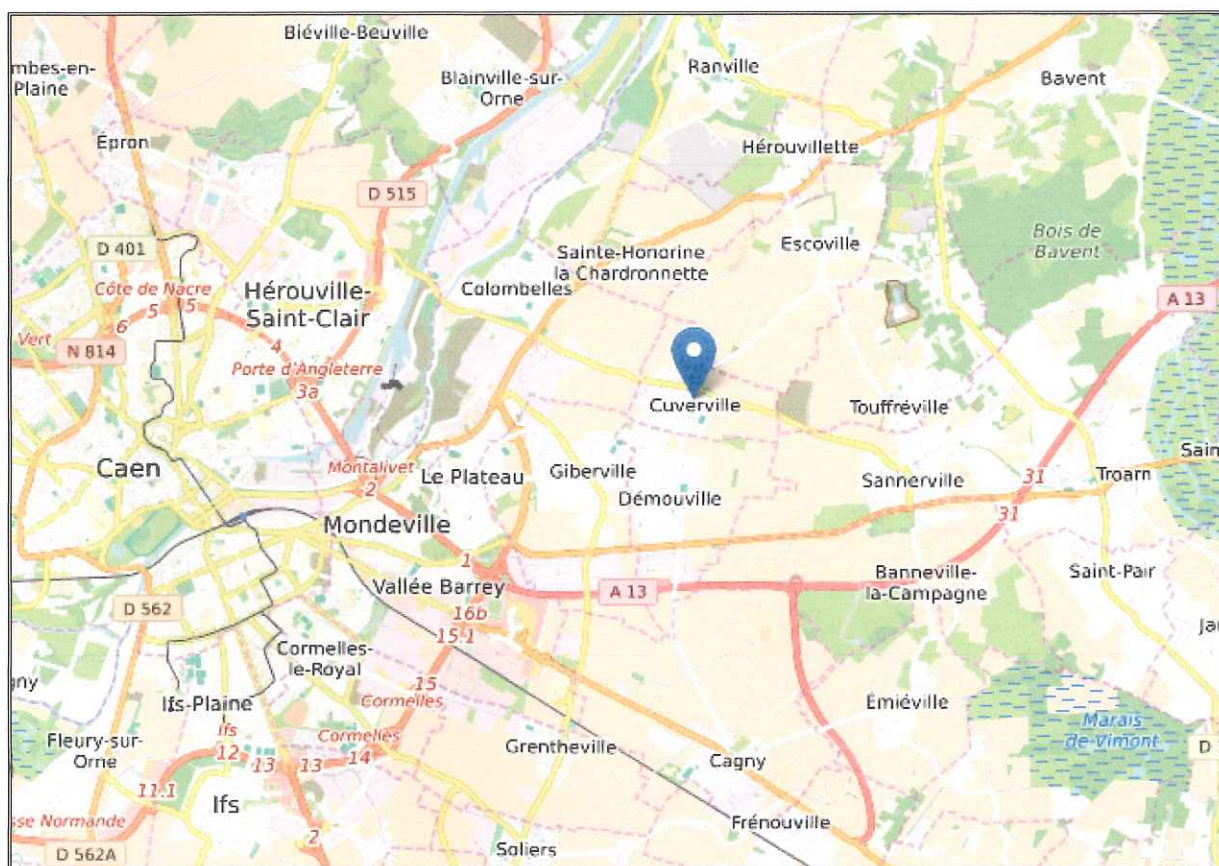 Biéville-Beuville
Ranville
mbes-en-
Plaine
Blainville-sur-
Orne
Bavent
Épron
Hérouvillette
D 515
D 401
Escoville
Bois de
Bavent
Sainte-Honorine
la Chardronnette
Côte de Nacre
Hérouville-
Saint-Clair
Colombelles
A 13
5
5
6
Vert
4
N 814
Porte d'Angleterre
3a
Cuverville
Touffréville
Caen
Montalivet
2
Le Plateau
Giberville
Démouville
Sannerville
31
Troarn
Sain
31
Mondeville
1
Vallée Barrey
A 13
Banneville-
la-Campagne
Saint-Pair
D 562
16b
15.1
Ja
Cormelles-
le-Royal
15
gny
Ifs-Plaine
Cormelles
Émiéville
Marais
de Vimont
Ifs
12
Cormelles
Fleury-sur-
Orne
13
13
14
Grentheville
Cagny
D
11.1
Ifs
sse Normande
2
Frénouville
D 562A
Soliers